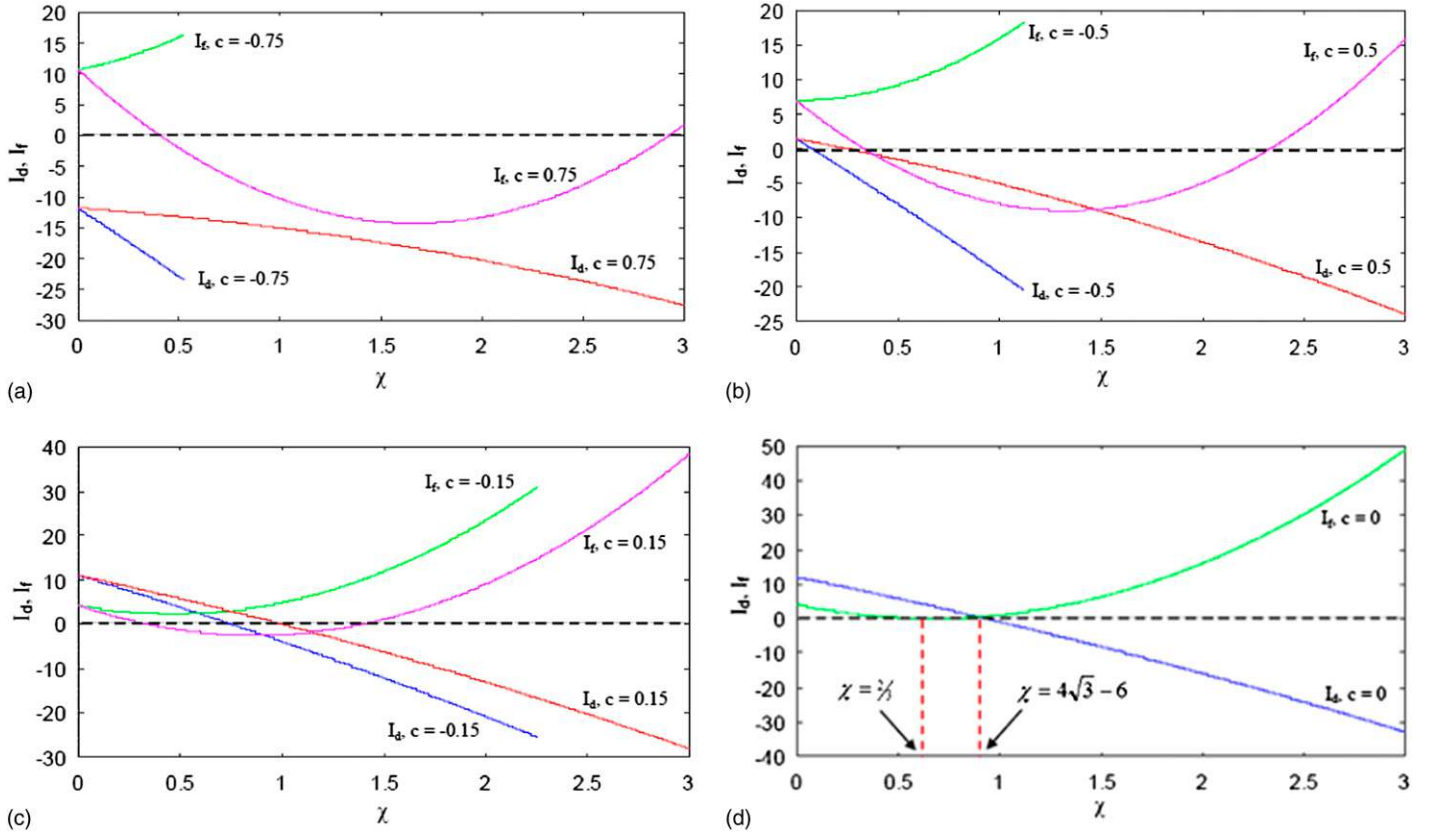 20
15
10
5
0
-5
-10
-15
-20
-25
-30
I_d, I_f
I_f, c = -0.75
I_f, c = 0.75
I_d, c = 0.75
I_d, c = -0.75
0 0.5 1 1.5 2 2.5 3
χ
(a)
20
15
10
5
0
-5
-10
-15
-20
-25
I_d, I_f
I_f, c = -0.5
I_f, c = 0.5
I_d, c = 0.5
I_d, c = -0.5
0 0.5 1 1.5 2 2.5 3
χ
(b)
40
30
20
10
0
-10
-20
-30
I_d, I_f
I_f, c = -0.15
I_f, c = 0.15
I_d, c = 0.15
I_d, c = -0.15
0 0.5 1 1.5 2 2.5 3
χ
(c)
50
40
30
20
10
0
-10
-20
-30
-40
I_d, I_f
I_f, c = 0
χ = 2/3
χ = 4√3 − 6
I_d, c = 0
0 0.5 1 1.5 2 2.5 3
χ
(d)